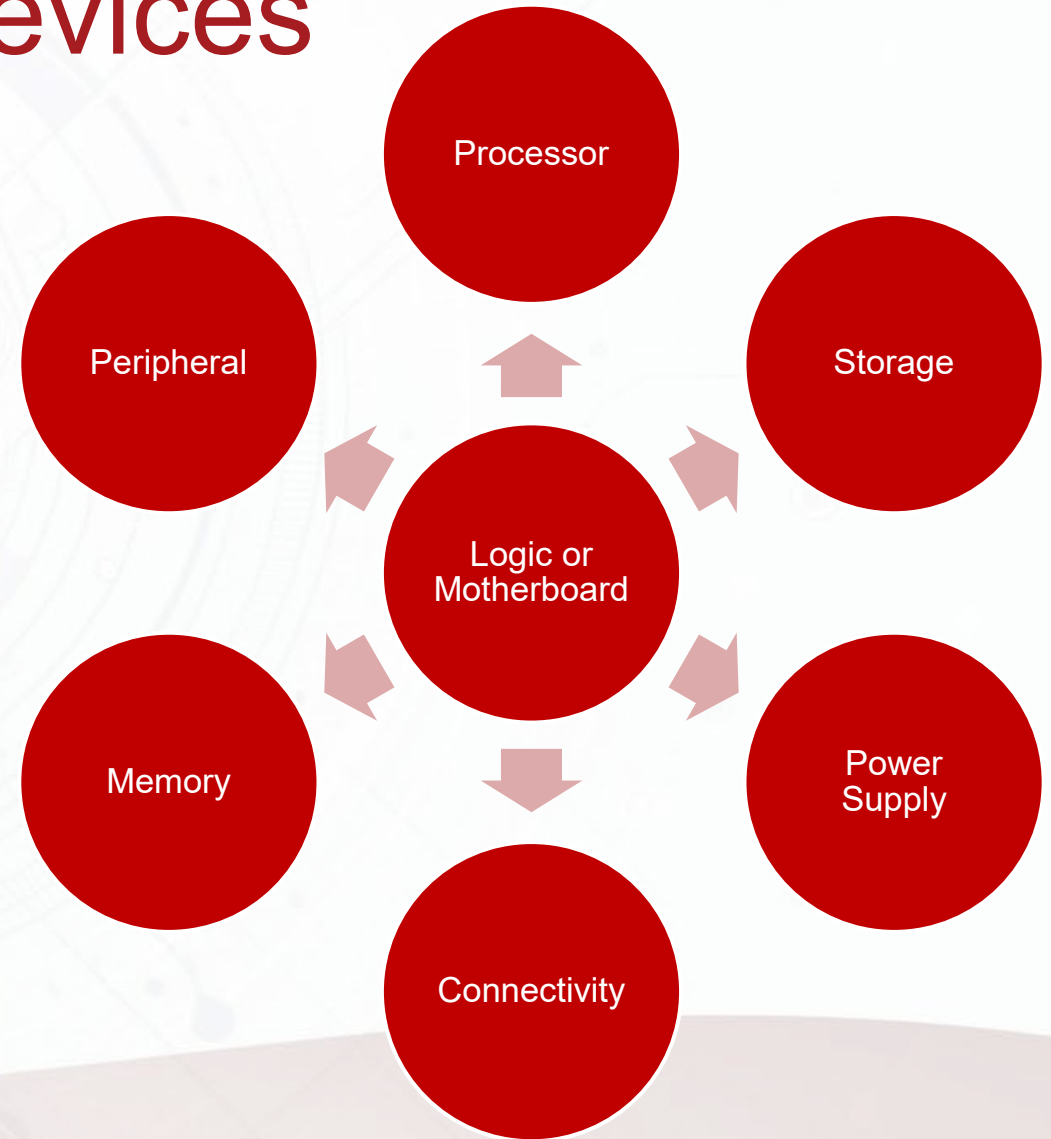 evices
Processor
Peripheral
Storage
Logic or
Motherboard
Memory
Power
Supply
Connectivity